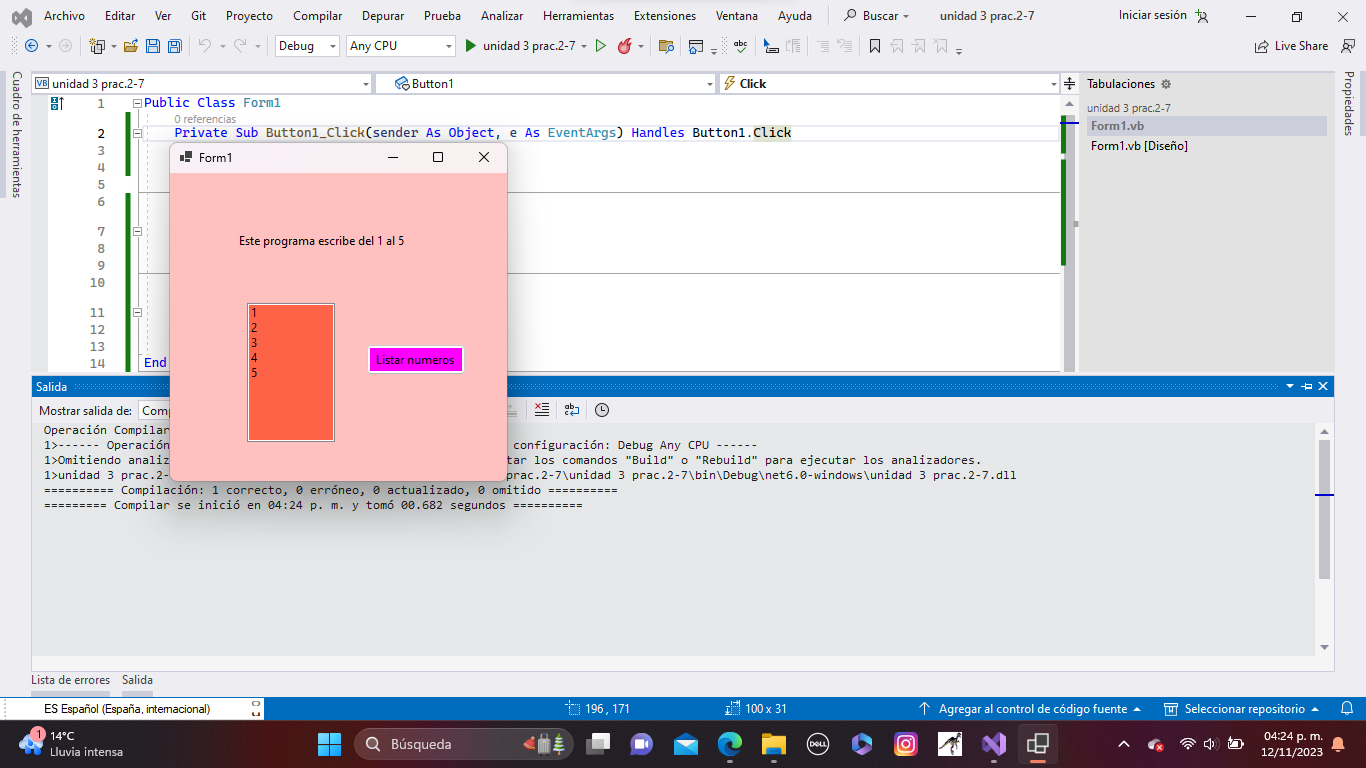 Archivo Editar Ver Git Proyecto Compilar Depurar Prueba Analizar Herramientas Extensiones Ventana Ayuda Buscar unidad 3 prac.2-7 Iniciar sesión
Debug Any CPU unidad 3 prac.2-7 abc Live Share
Cuadro de herramientas
VB unidad 3 prac.2-7 Button1 Click
1 Public Class Form1
0 referencias
2 Private Sub Button1_Click(sender As Object, e As EventArgs) Handles Button1.Click
3
4
5
6
7
8
9
10
11
12
13
14 End
Form1
Este programa escribe del 1 al 5
1
2
3
4
5
Listar numeros
Tabulaciones
unidad 3 prac.2-7
Form1.vb
Form1.vb [Diseño]
Propiedades
Salida
Mostrar salida de: Com
Operación Compilar
1>------ Operación configuración: Debug Any CPU ------
1>Omitiendo analiz tar los comandos "Build" o "Rebuild" para ejecutar los analizadores.
1>unidad 3 prac.2- prac.2-7\unidad 3 prac.2-7\bin\Debug\net6.0-windows\unidad 3 prac.2-7.dll
========== Compilación: 1 correcto, 0 erróneo, 0 actualizado, 0 omitido ==========
========= Compilar se inició en 04:24 p. m. y tomó 00.682 segundos ==========
Lista de errores Salida
ES Español (España, internacional) 196 , 171 100 x 31 Agregar al control de código fuente Seleccionar repositorio
1 14°C
Lluvia intensa
Búsqueda
DELL
04:24 p. m.
12/11/2023